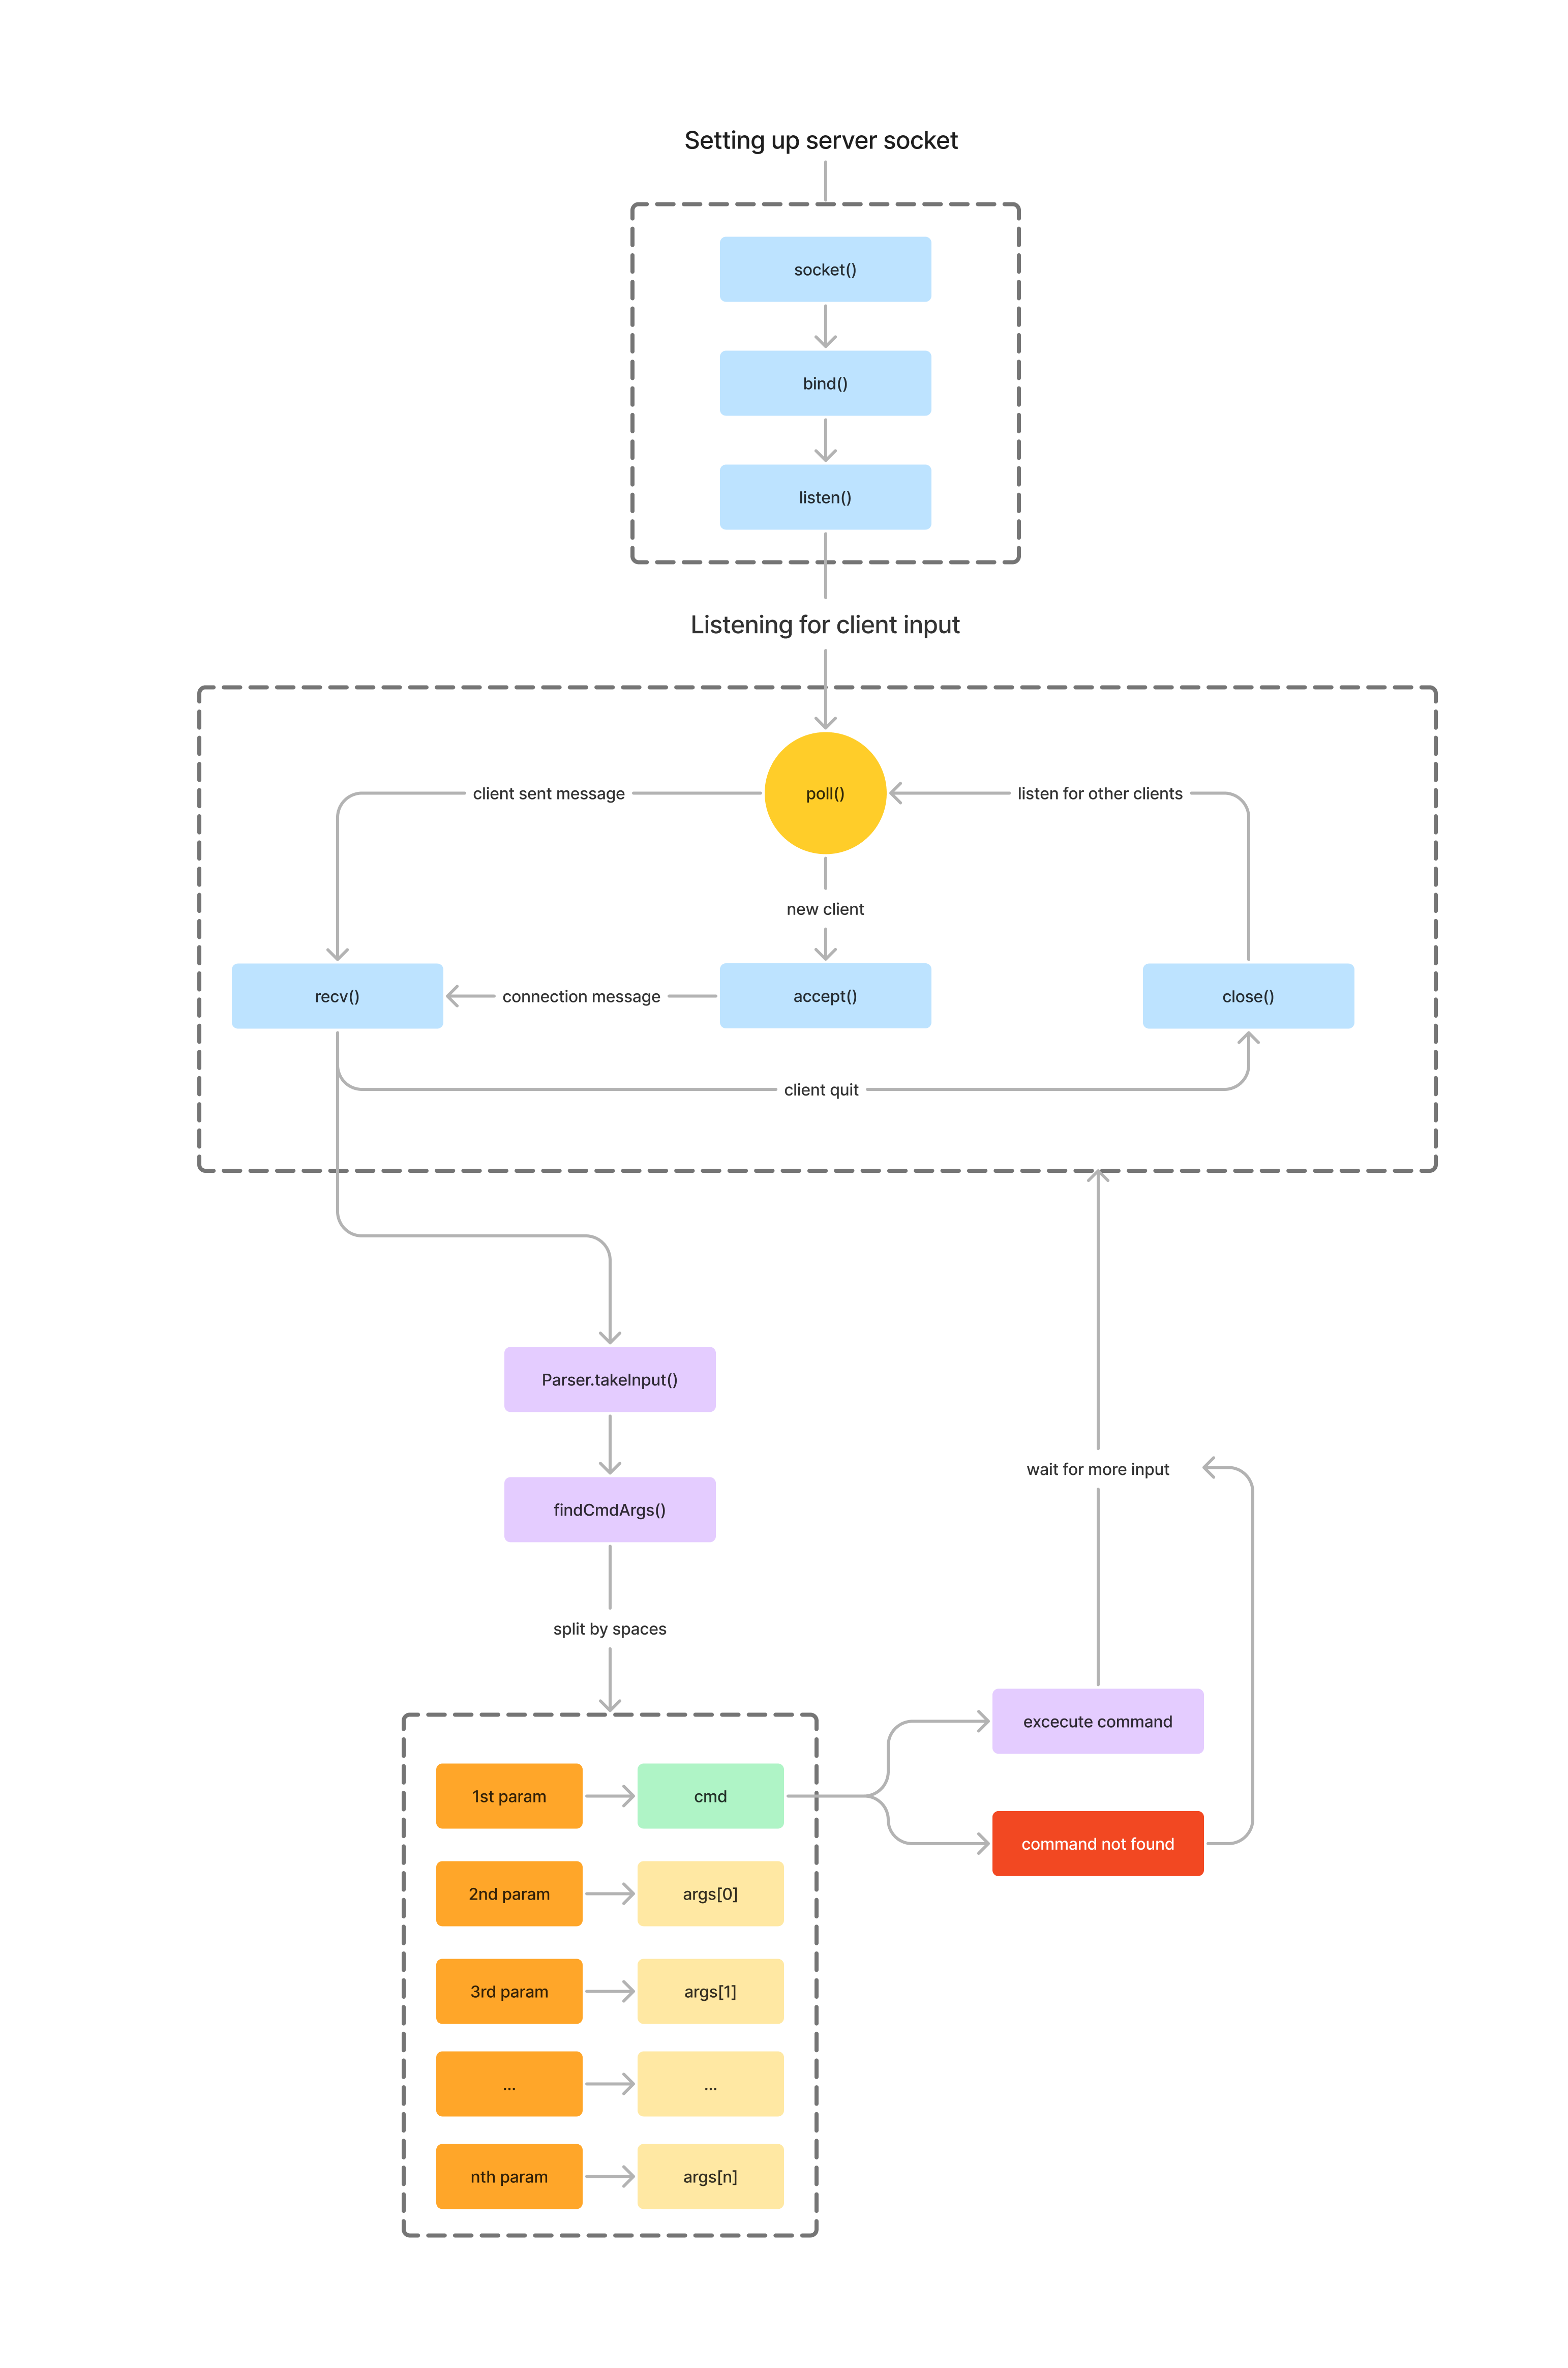 Setting up server socket
socket()
bind()
listen()
Listening for client input
poll()
client sent message
listen for other clients
new client
recv()
connection message
accept()
close()
client quit
Parser.takeInput()
findCmdArgs()
wait for more input
split by spaces
excecute command
command not found
1st param
cmd
2nd param
args[0]
3rd param
args[1]
...
...
nth param
args[n]